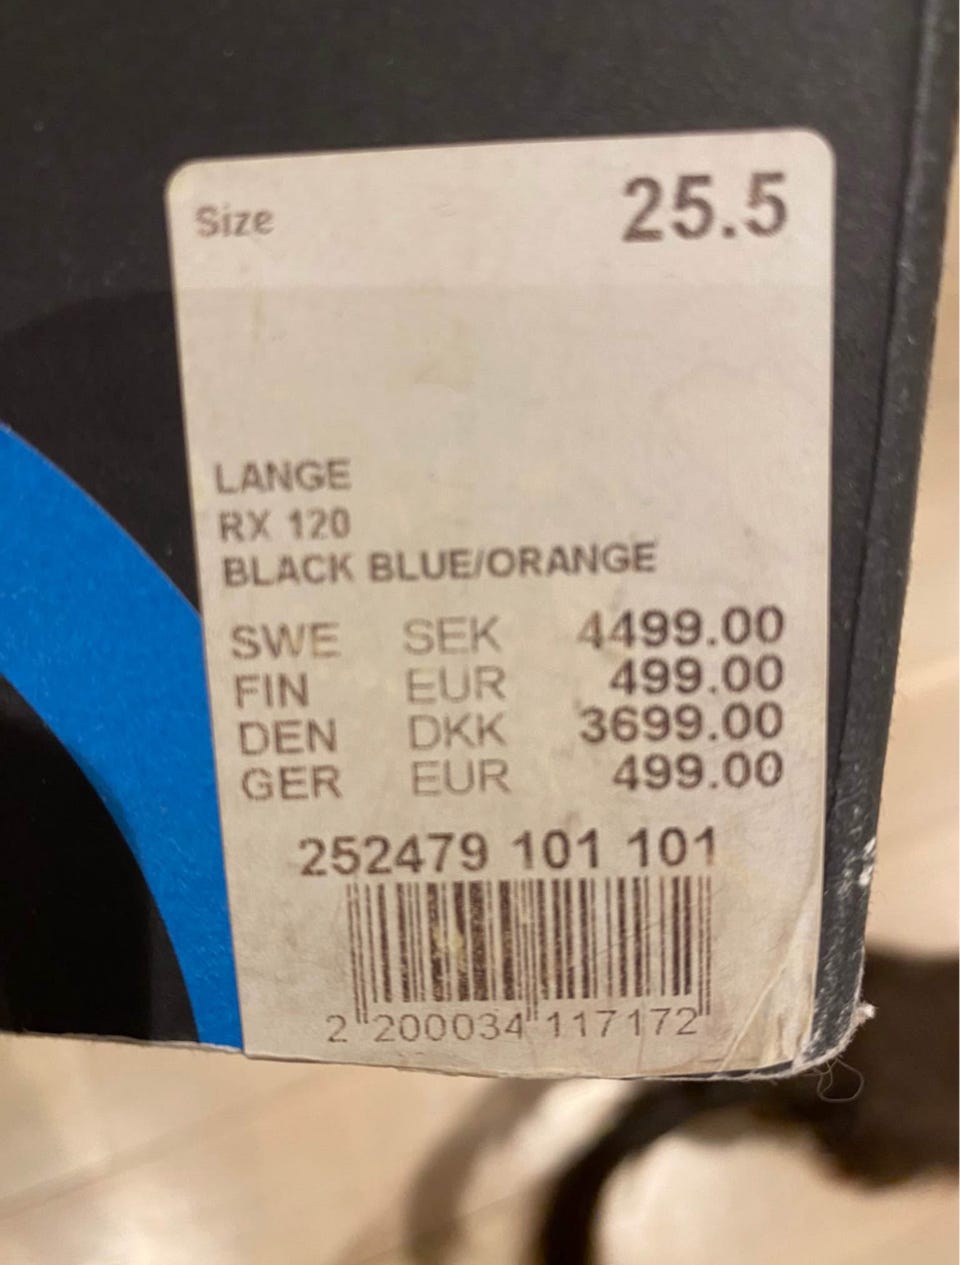 Size 25.5
LANGE
RX 120
BLACK BLUE/ORANGE
SWE SEK 4499.00
FIN EUR 499.00
DEN DKK 3699.00
GER EUR 499.00
252479 101 101
2 200034 117172